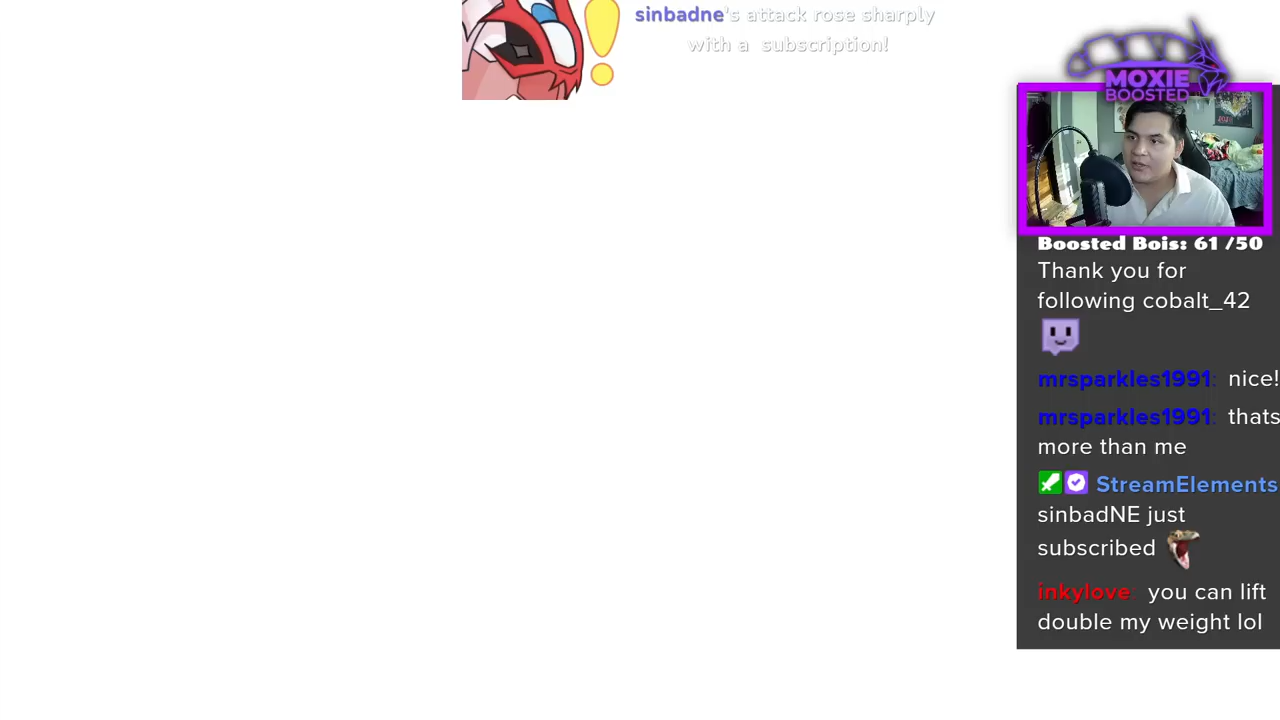 sinbadne's attack rose sharply
with a subscription!
MOXIE
BOOSTED
Boosted Bois: 61 /50
Thank you for
following cobalt_42
mrsparkles1991: nice!
mrsparkles1991: thats
more than me
StreamElements
sinbadNE just
subscribed
inkylove: you can lift
double my weight lol